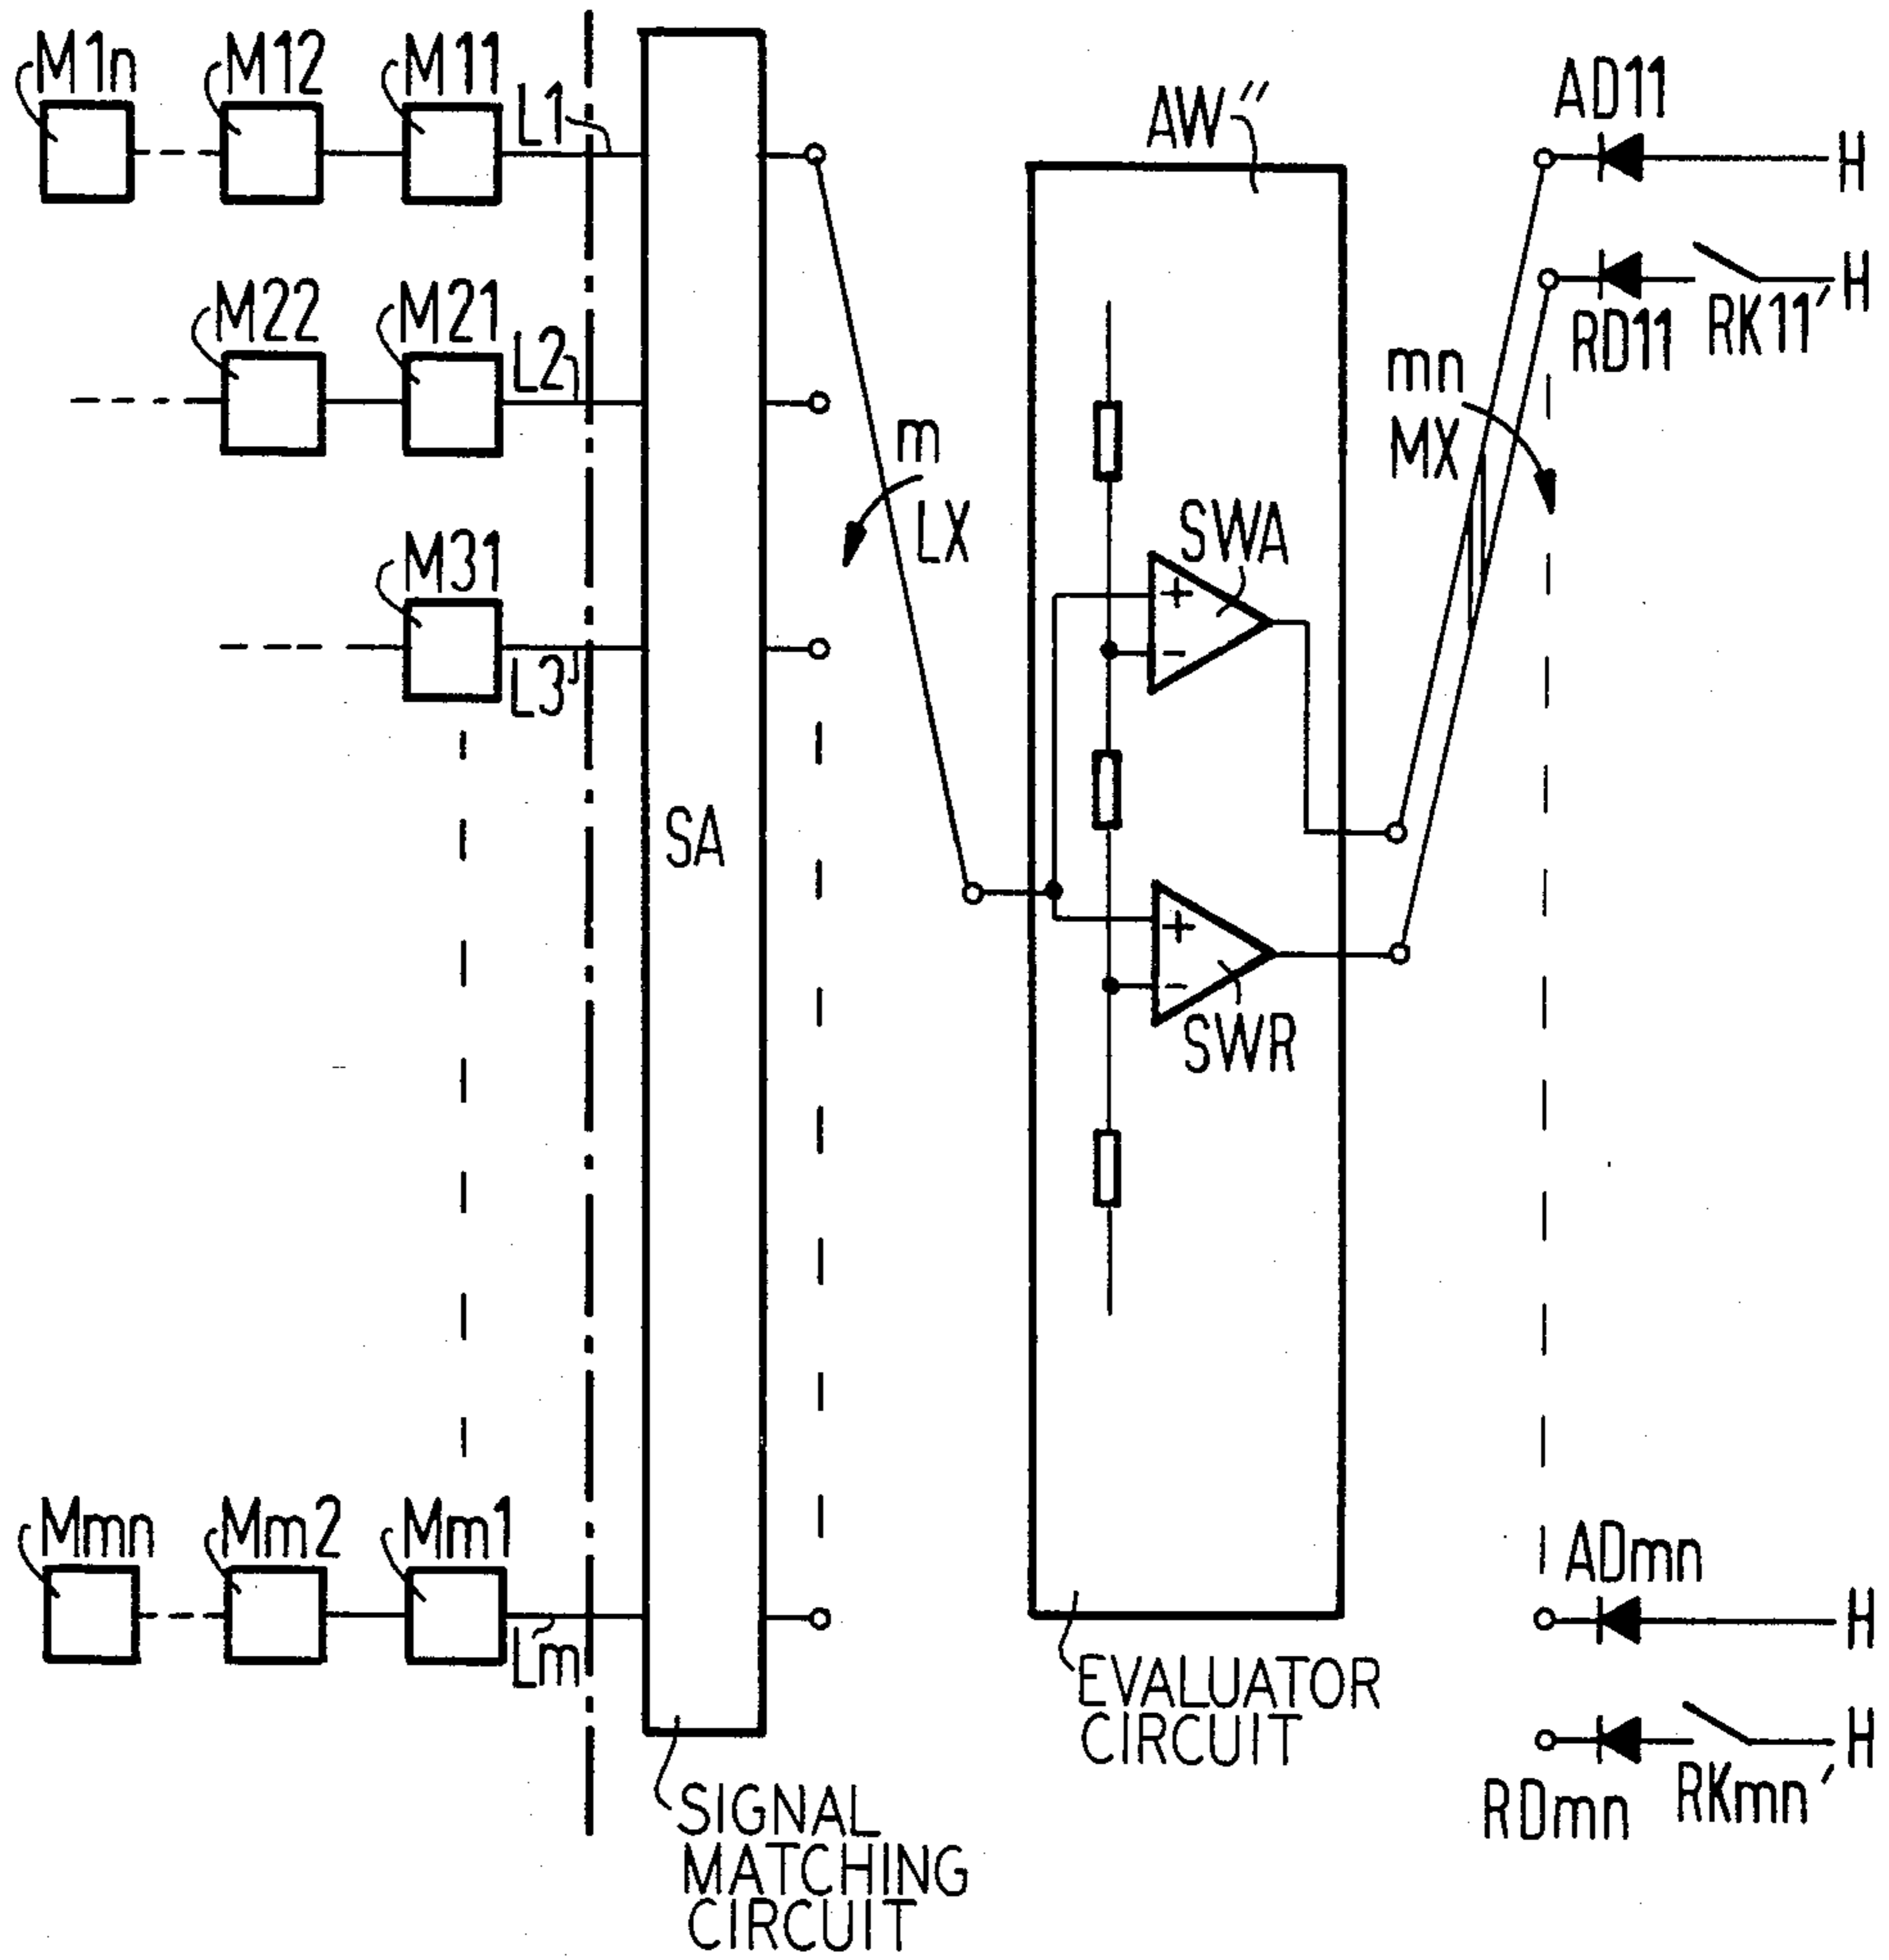 M1n
M12
M11
L1
AW"
AD11
H
RD11
RK11'
H
M22
M21
L2
m
LX
mn
MX
M31
L3
SWA
+
-
SA
+
-
SWR
Mmn
Mm2
Mm1
Lm
ADmn
H
EVALUATOR
CIRCUIT
RDmn
RKmn'
H
SIGNAL
MATCHING
CIRCUIT